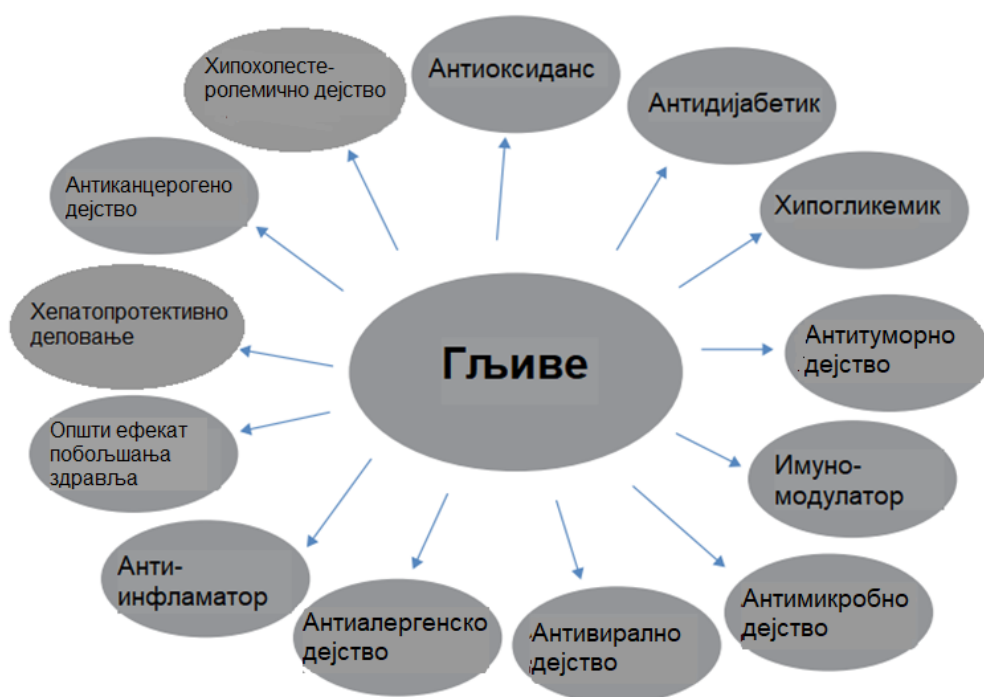 Хипохолесте-
ролемично дејство
Антиоксиданс
Антидијабетик
Хипогликемик
Антиканцерогено
дејство
Хепатопротективно
деловање
Гљиве
Антитуморно
дејство
Општи ефекат
побољшања
здравља
Имуно-
модулатор
Анти-
инфламатор
Антиалергенско
дејство
Антивирално
дејство
Антимикробно
дејство